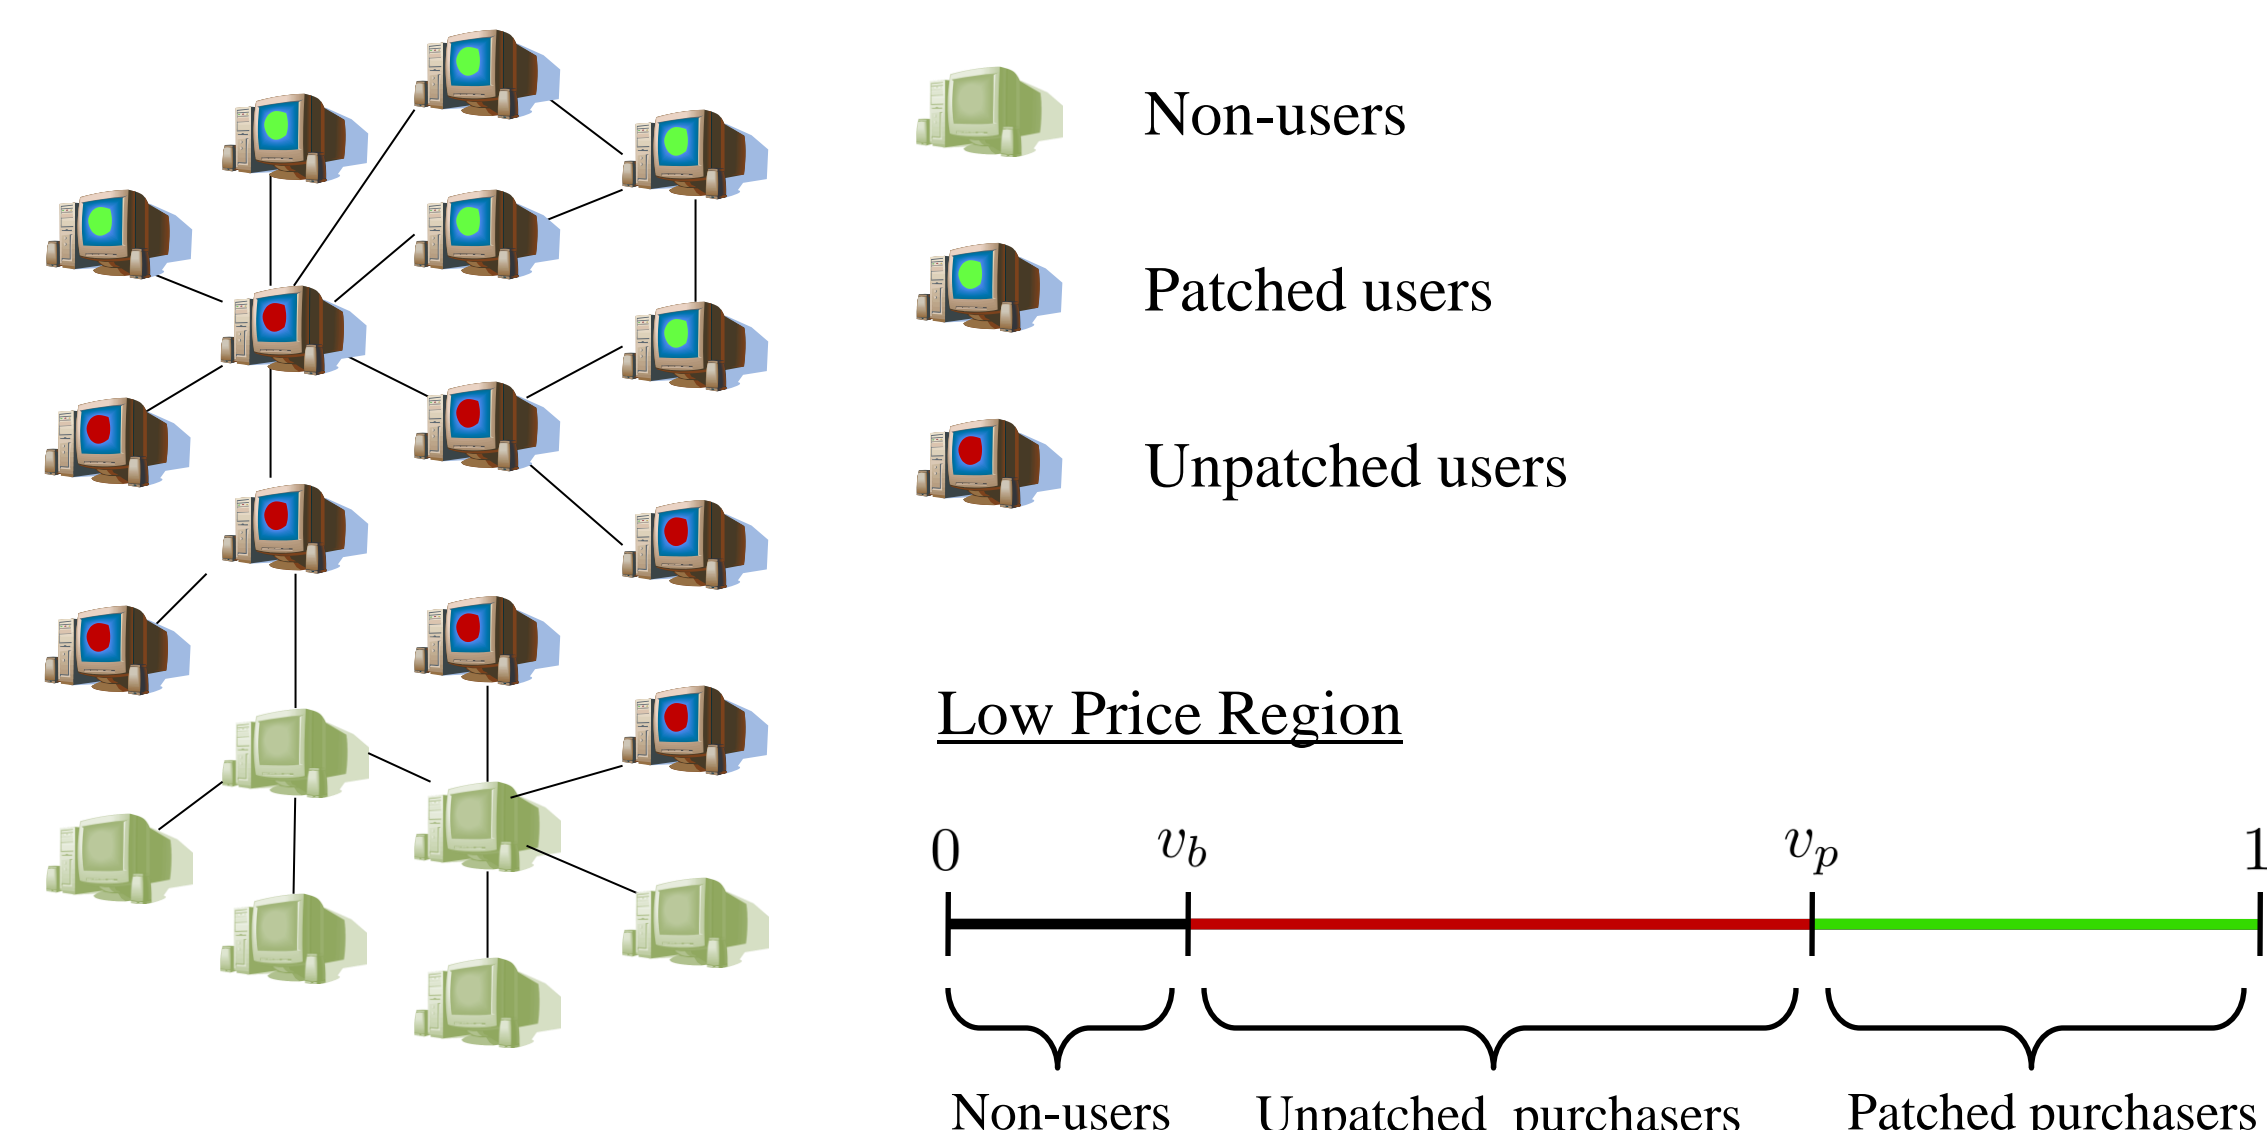 Non-users
Patched users
Unpatched users
Low Price Region
0 v_b v_p 1
Non-users Unpatched purchasers Patched purchasers